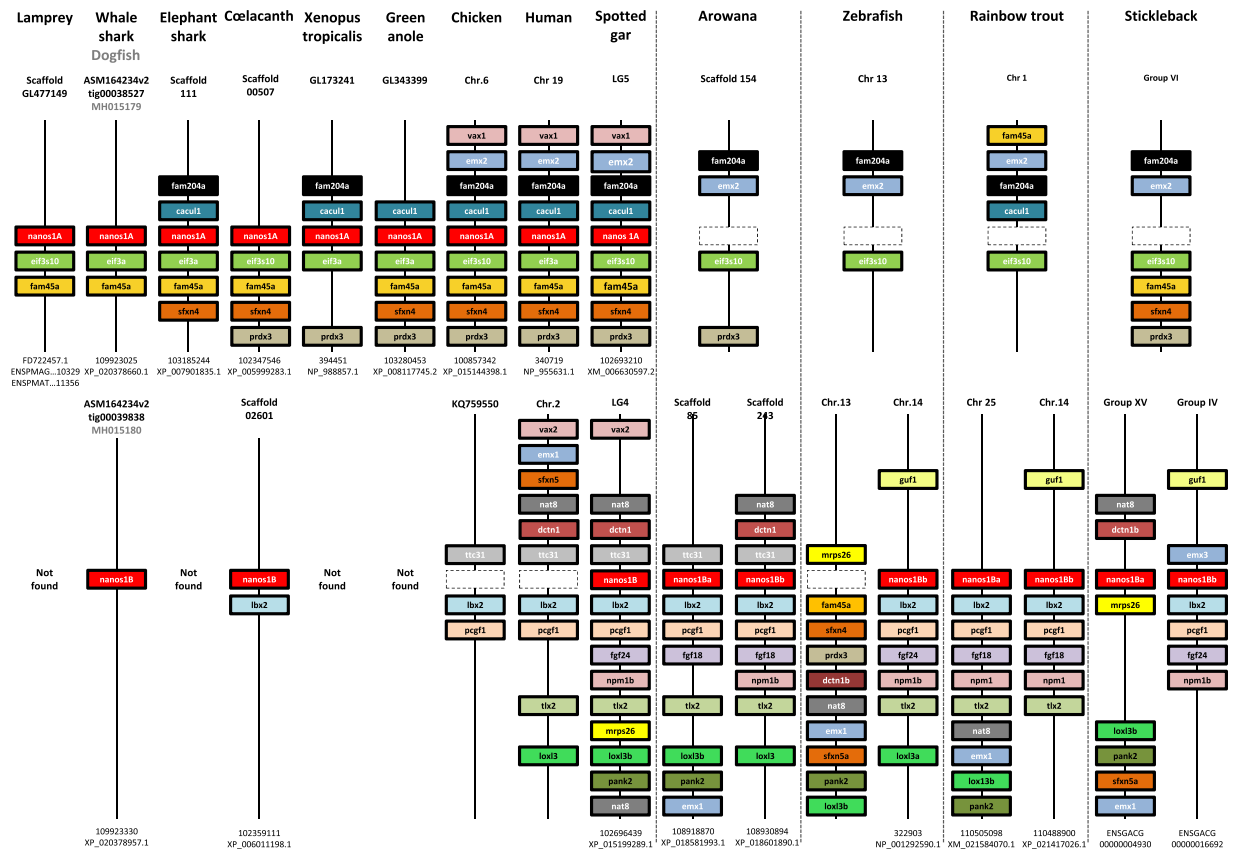 Lamprey
Whale
shark
Dogfish
Elephant
shark
Cœlacanth
Xenopus
tropicalis
Green
anole
Chicken
Human
Spotted
gar
Arowana
Zebrafish
Rainbow trout
Stickleback
Scaffold
GL477149
ASM164234v2
tig00038527
MH015179
Scaffold
111
Scaffold
00507
GL173241
GL343399
Chr.6
Chr 19
LG5
Scaffold 154
Chr 13
Chr 1
Group VI
nanos1A
eif3s10
fam45a
FD722457.1
ENSPMAG...10329
ENSPMAT...11356
nanos1A
eif3a
fam45a
109923025
XP_020378660.1
fam204a
cacul1
nanos1A
eif3a
fam45a
sfxn4
103185244
XP_007901835.1
nanos1A
eif3s10
fam45a
sfxn4
prdx3
102347546
XP_005999283.1
fam204a
cacul1
nanos1A
eif3a
prdx3
394451
NP_988857.1
cacul1
nanos1A
eif3s10
fam45a
sfxn4
prdx3
103280453
XP_008117745.2
vax1
emx2
fam204a
cacul1
nanos1A
eif3s10
fam45a
sfxn4
prdx3
100857342
XP_015144398.1
vax1
emx2
fam204a
cacul1
nanos1A
eif3a
fam45a
sfxn4
prdx3
340719
NP_955631.1
vax1
emx2
fam204a
cacul1
nanos 1A
eif3s10
fam45a
sfxn4
prdx3
102693210
XM_006630597.2
fam204a
emx2
eif3s10
prdx3
fam204a
emx2
eif3s10
fam45a
emx2
fam204a
cacul1
eif3s10
fam204a
emx2
eif3s10
fam45a
sfxn4
prdx3
Not
found
ASM164234v2
tig00039838
MH015180
nanos1B
109923330
XP_020378957.1
Not
found
Scaffold
02601
nanos1B
lbx2
102359111
XP_006011198.1
Not
found
Not
found
KQ759550
ttc31
lbx2
pcgf1
Chr.2
vax2
emx1
sfxn5
nat8
dctn1
ttc31
lbx2
pcgf1
tlx2
loxl3
LG4
vax2
nat8
dctn1
ttc31
nanos1B
lbx2
pcgf1
fgf24
npm1b
tlx2
mrps26
loxl3b
pank2
nat8
102696439
XP_015199289.1
Scaffold
85
ttc31
nanos1Ba
lbx2
pcgf1
fgf18
tlx2
loxl3b
pank2
emx1
108918870
XP_018581993.1
Scaffold
243
nat8
dctn1
ttc31
nanos1Bb
lbx2
pcgf1
fgf18
npm1b
tlx2
loxl3
108930894
XP_018601890.1
Chr.13
mrps26
fam45a
sfxn4
prdx3
dctn1b
nat8
emx1
sfxn5a
pank2
loxl3b
Chr.14
guf1
nanos1Bb
lbx2
pcgf1
fgf24
npm1b
tlx2
loxl3a
322903
NP_001292590.1
Chr 25
nanos1Ba
lbx2
pcgf1
fgf18
npm1
tlx2
nat8
emx1
lox13b
pank2
110505098
XM_021584070.1
Chr.14
guf1
nanos1Bb
lbx2
pcgf1
fgf18
npm1
tlx2
110488900
XP_021417026.1
Group XV
nat8
dctn1b
nanos1Ba
mrps26
loxl3b
pank2
sfxn5a
emx1
ENSGACG
00000004930
Group IV
guf1
emx3
nanos1Bb
lbx2
pcgf1
fgf24
npm1b
ENSGACG
00000016692